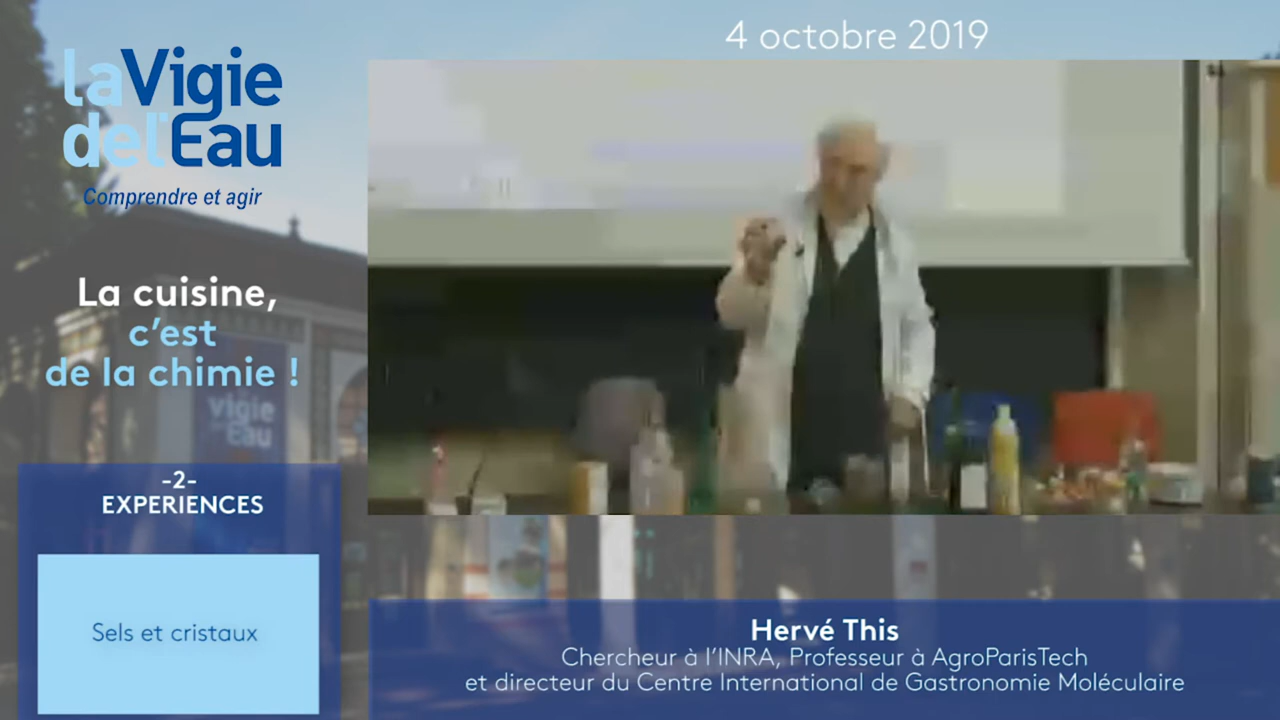 4 octobre 2019
laVigie
del'Eau
Comprendre et agir
La cuisine,
c'est
de la chimie !
vigie
Eau
-2-
EXPERIENCES
Sels et cristaux
Hervé This
Chercheur à l'INRA, Professeur à AgroParisTech
et directeur du Centre International de Gastronomie Moléculaire